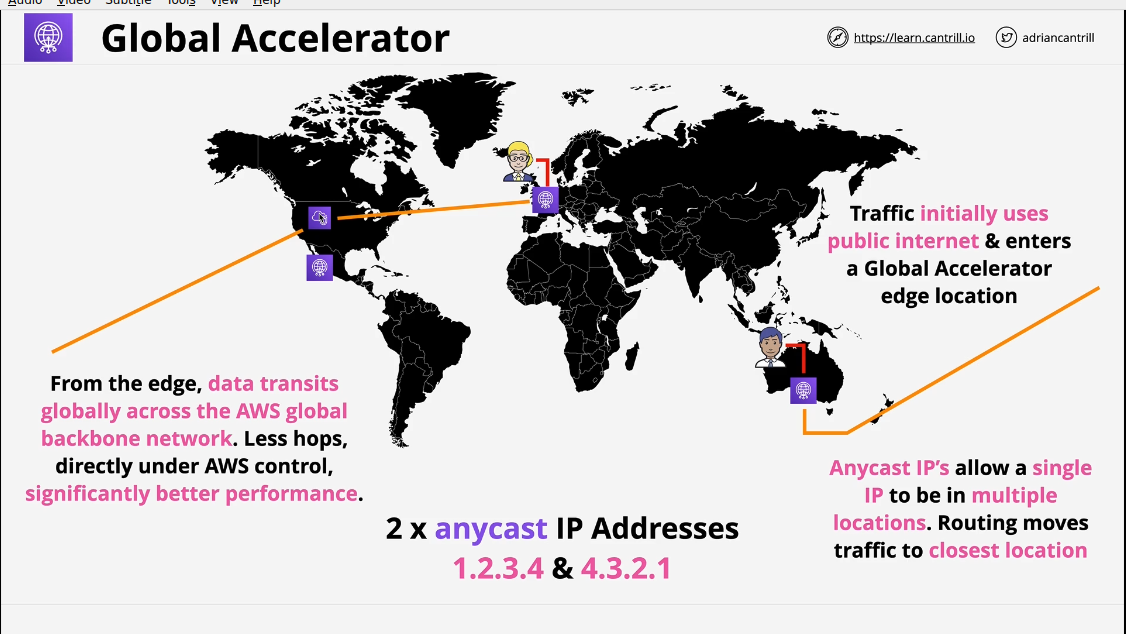 Audio Video Subtitle Tools View Help
Global Accelerator
https://learn.cantrill.io adriancantrill
Traffic initially uses
public internet & enters
a Global Accelerator
edge location
From the edge, data transits
globally across the AWS global
backbone network. Less hops,
directly under AWS control,
significantly better performance.
Anycast IP's allow a single
IP to be in multiple
locations. Routing moves
traffic to closest location
2 x anycast IP Addresses
1.2.3.4 & 4.3.2.1